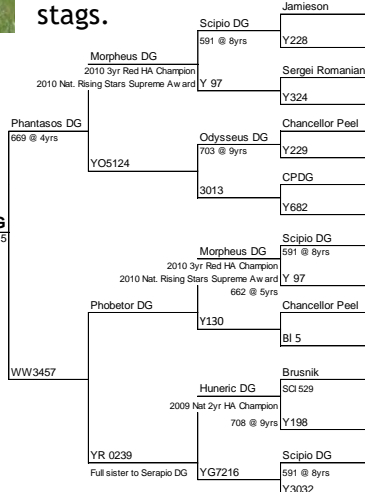 stags.
Jamieson
Scipio DG
591 @ 8yrs
Y228
Morpheus DG
2010 3yr Red HA Champion
2010 Nat. Rising Stars Supreme Award
Sergei Romanian
Y 97
Y324
Phantasos DG
669 @ 4yrs
Chancellor Peel
Odysseus DG
703 @ 9yrs
Y229
YO5124
CPDG
3013
Y682
G
5
Scipio DG
591 @ 8yrs
Morpheus DG
2010 3yr Red HA Champion
2010 Nat. Rising Stars Supreme Award
662 @ 5yrs
Y 97
Phobetor DG
Chancellor Peel
Y130
Bl 5
WW3457
Brusnik
SCI 529
Huneric DG
2009 Nat 2yr HA Champion
708 @ 9yrs
Y198
YR 0239
Full sister to Serapio DG
Scipio DG
591 @ 8yrs
YG7216
Y3032